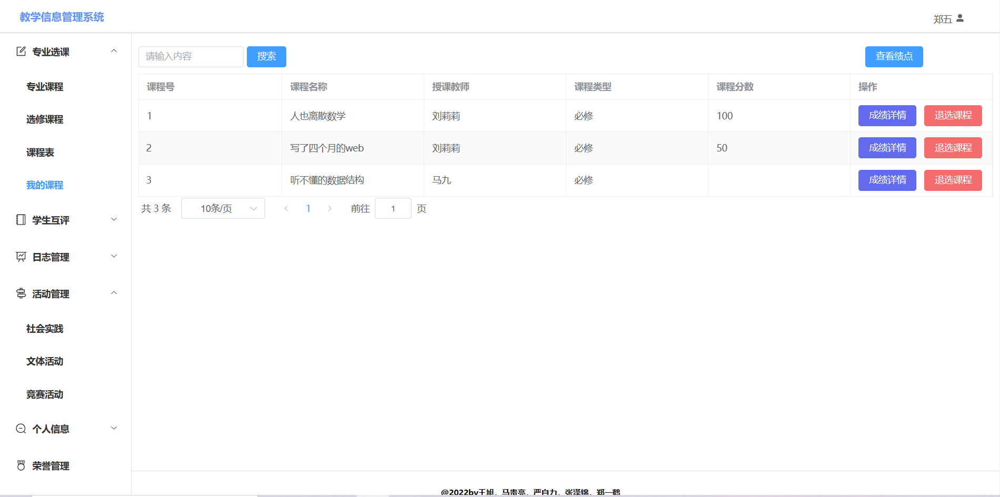 教学信息管理系统
郑五
专业选课
专业课程
选修课程
课程表
我的课程
学生互评
日志管理
活动管理
社会实践
文体活动
竞赛活动
个人信息
荣誉管理
请输入内容 搜索 查看绩点
课程号 课程名称 授课教师 课程类型 课程分数 操作
1 人也离散数学 刘莉莉 必修 100 成绩详情 退选课程
2 写了四个月的web 刘莉莉 必修 50 成绩详情 退选课程
3 听不懂的数据结构 马九 必修 成绩详情 退选课程
共 3 条 10条/页 1 前往 1 页
@2022by王旭、马贵亮、严自力、张泽锦、郑一鹤